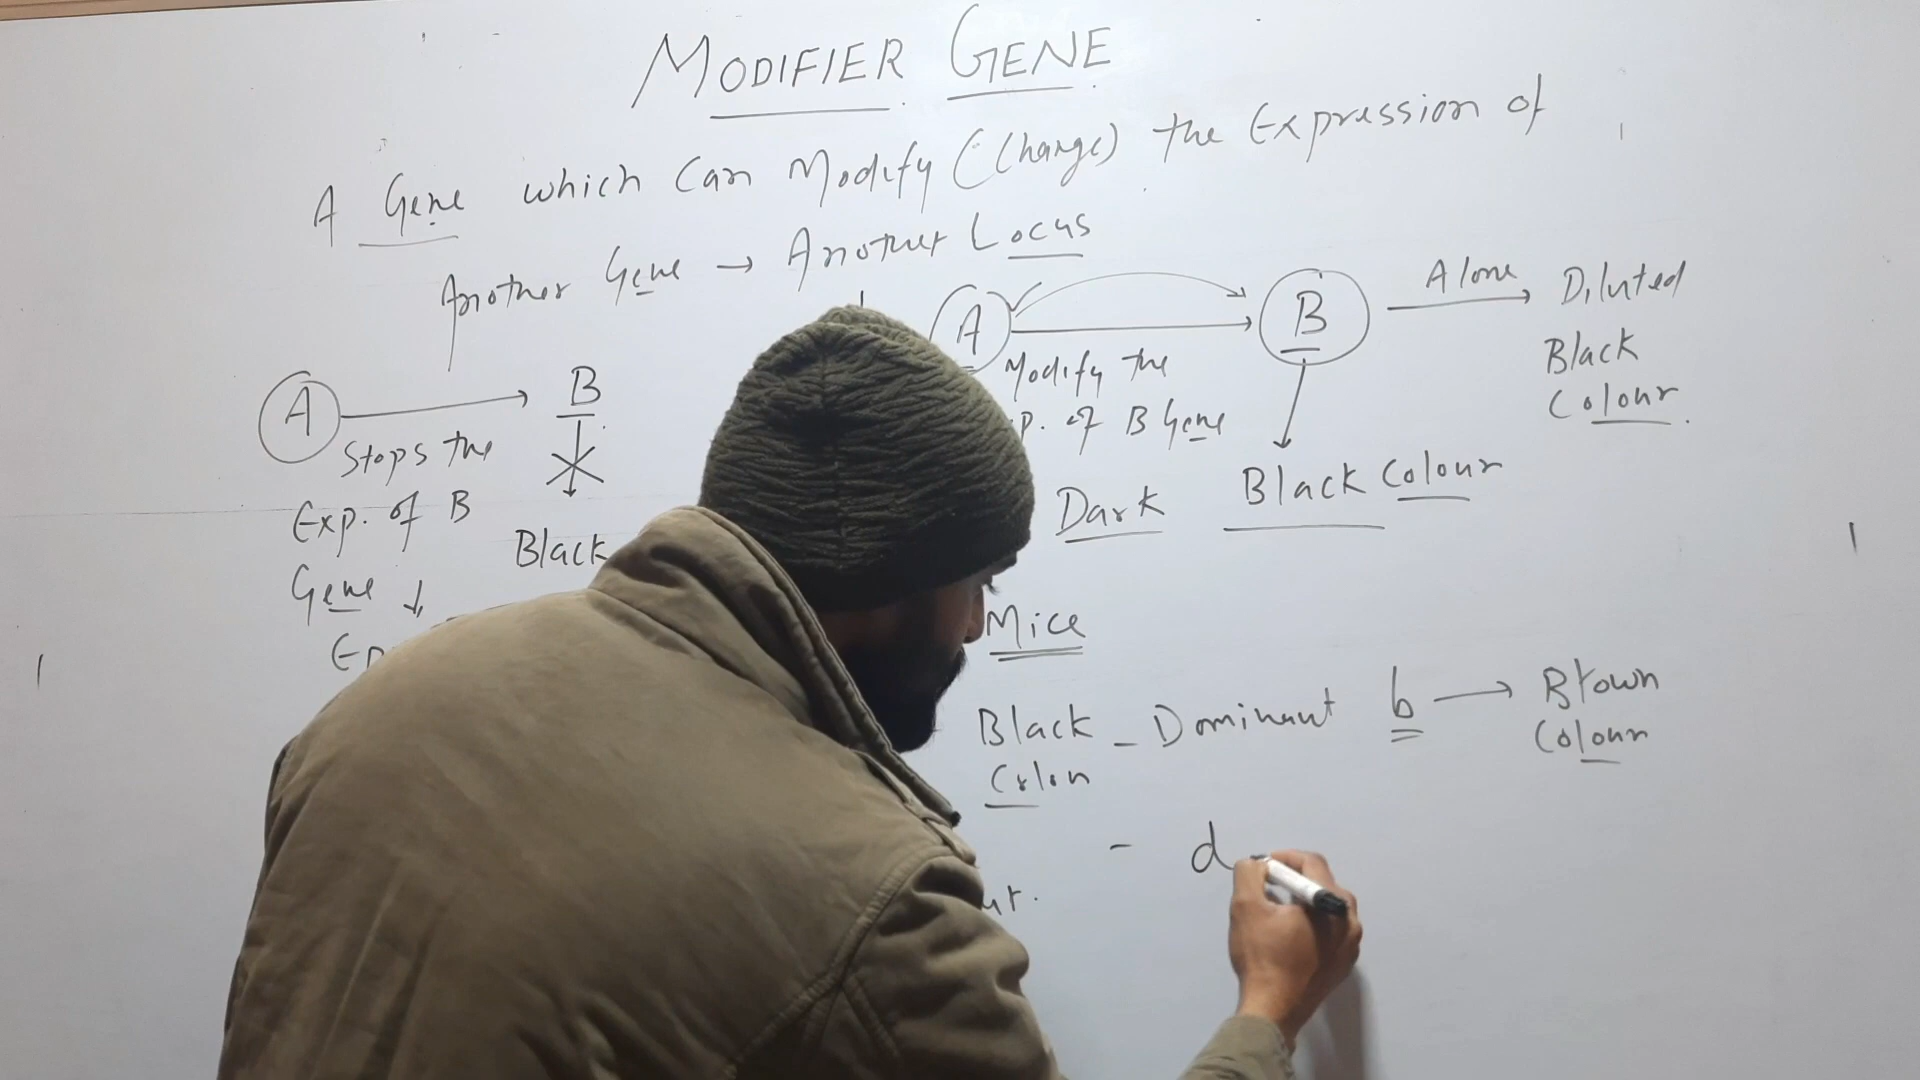 MODIFIER GENE
A Gene which Can Modify (Change) the Expression of
Another Gene → Another Locus
A → B
Stops the
Exp. of B
Gene ↓
Black
A → B Alone → Diluted
Black
Colour.
Modify the
p. of B Gene
Dark Black Colour
Mice
Black - Dominant b → Brown
Colour
- d